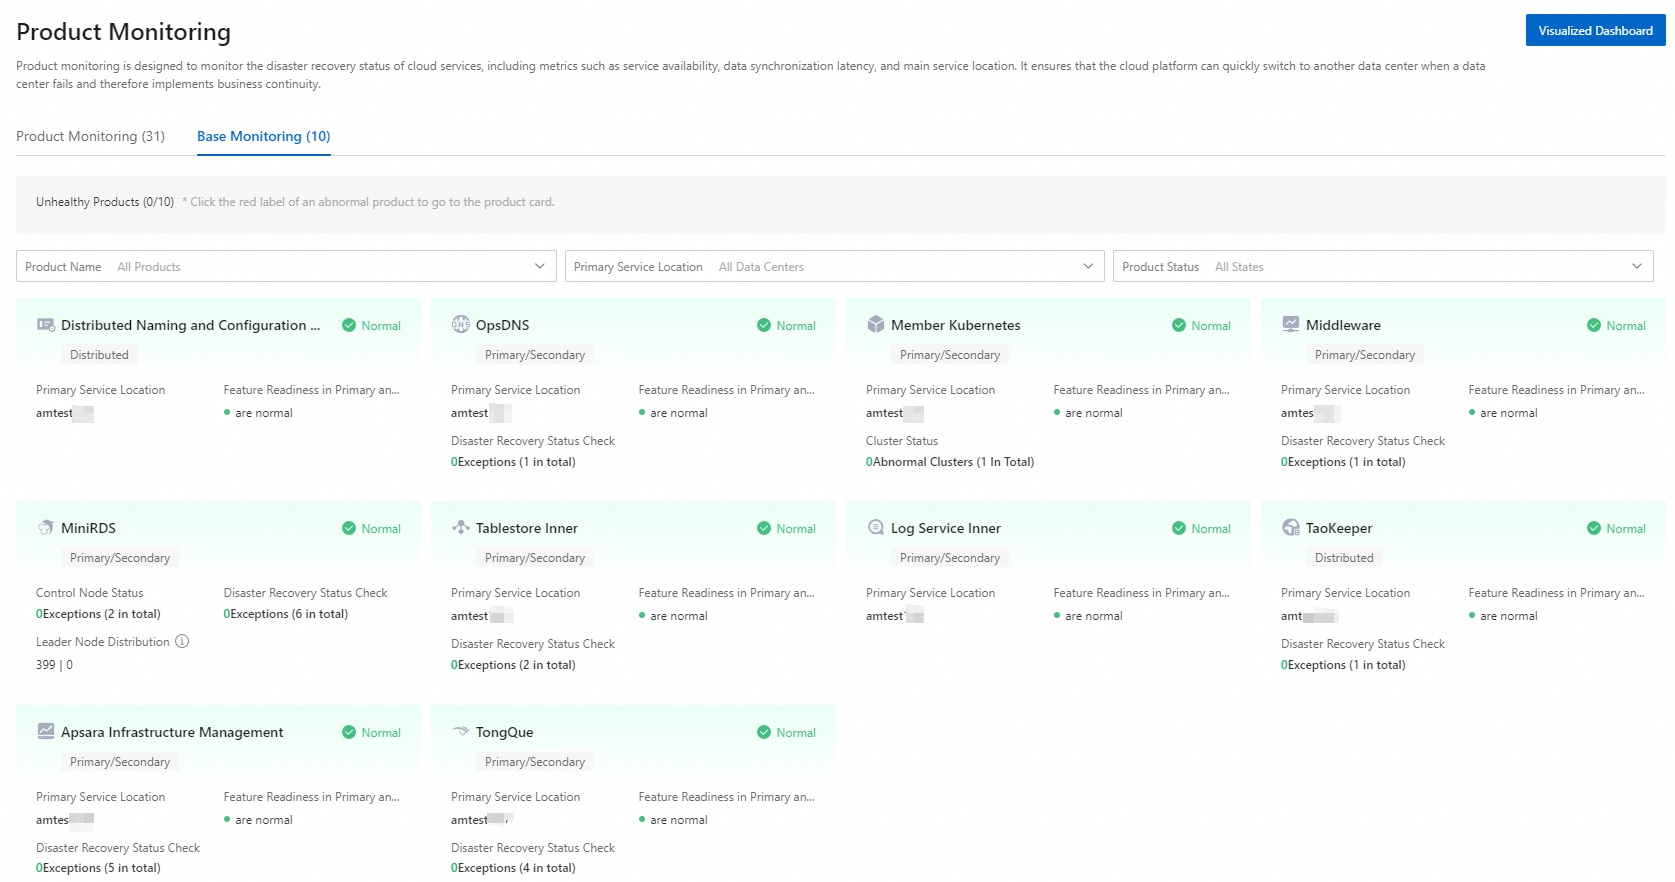 Product Monitoring
Visualized Dashboard
Product monitoring is designed to monitor the disaster recovery status of cloud services, including metrics such as service availability, data synchronization latency, and main service location. It ensures that the cloud platform can quickly switch to another data center when a data
center fails and therefore implements business continuity.
Product Monitoring (31)
Base Monitoring (10)
Unhealthy Products (0/10) * Click the red label of an abnormal product to go to the product card.
Product Name All Products
Primary Service Location All Data Centers
Product Status All States
Distributed Naming and Configuration ...
Normal
Distributed
Primary Service Location
Feature Readiness in Primary an...
amtest
are normal
OpsDNS
Normal
Primary/Secondary
Primary Service Location
Feature Readiness in Primary an...
amtest
are normal
Disaster Recovery Status Check
0Exceptions (1 in total)
Member Kubernetes
Normal
Primary/Secondary
Primary Service Location
Feature Readiness in Primary an...
amtest
are normal
Cluster Status
0Abnormal Clusters (1 In Total)
Middleware
Normal
Primary/Secondary
Primary Service Location
Feature Readiness in Primary an...
amtes
are normal
Disaster Recovery Status Check
0Exceptions (1 in total)
MiniRDS
Normal
Primary/Secondary
Control Node Status
Disaster Recovery Status Check
0Exceptions (2 in total)
0Exceptions (6 in total)
Leader Node Distribution
399 | 0
Tablestore Inner
Normal
Primary/Secondary
Primary Service Location
Feature Readiness in Primary an...
amtest
are normal
Disaster Recovery Status Check
0Exceptions (2 in total)
Log Service Inner
Normal
Primary/Secondary
Primary Service Location
Feature Readiness in Primary an...
amtest
are normal
TaoKeeper
Normal
Distributed
Primary Service Location
Feature Readiness in Primary an...
amt
are normal
Disaster Recovery Status Check
0Exceptions (1 in total)
Apsara Infrastructure Management
Normal
Primary/Secondary
Primary Service Location
Feature Readiness in Primary an...
amtes
are normal
Disaster Recovery Status Check
0Exceptions (5 in total)
TongQue
Normal
Primary/Secondary
Primary Service Location
Feature Readiness in Primary an...
amtest
are normal
Disaster Recovery Status Check
0Exceptions (4 in total)